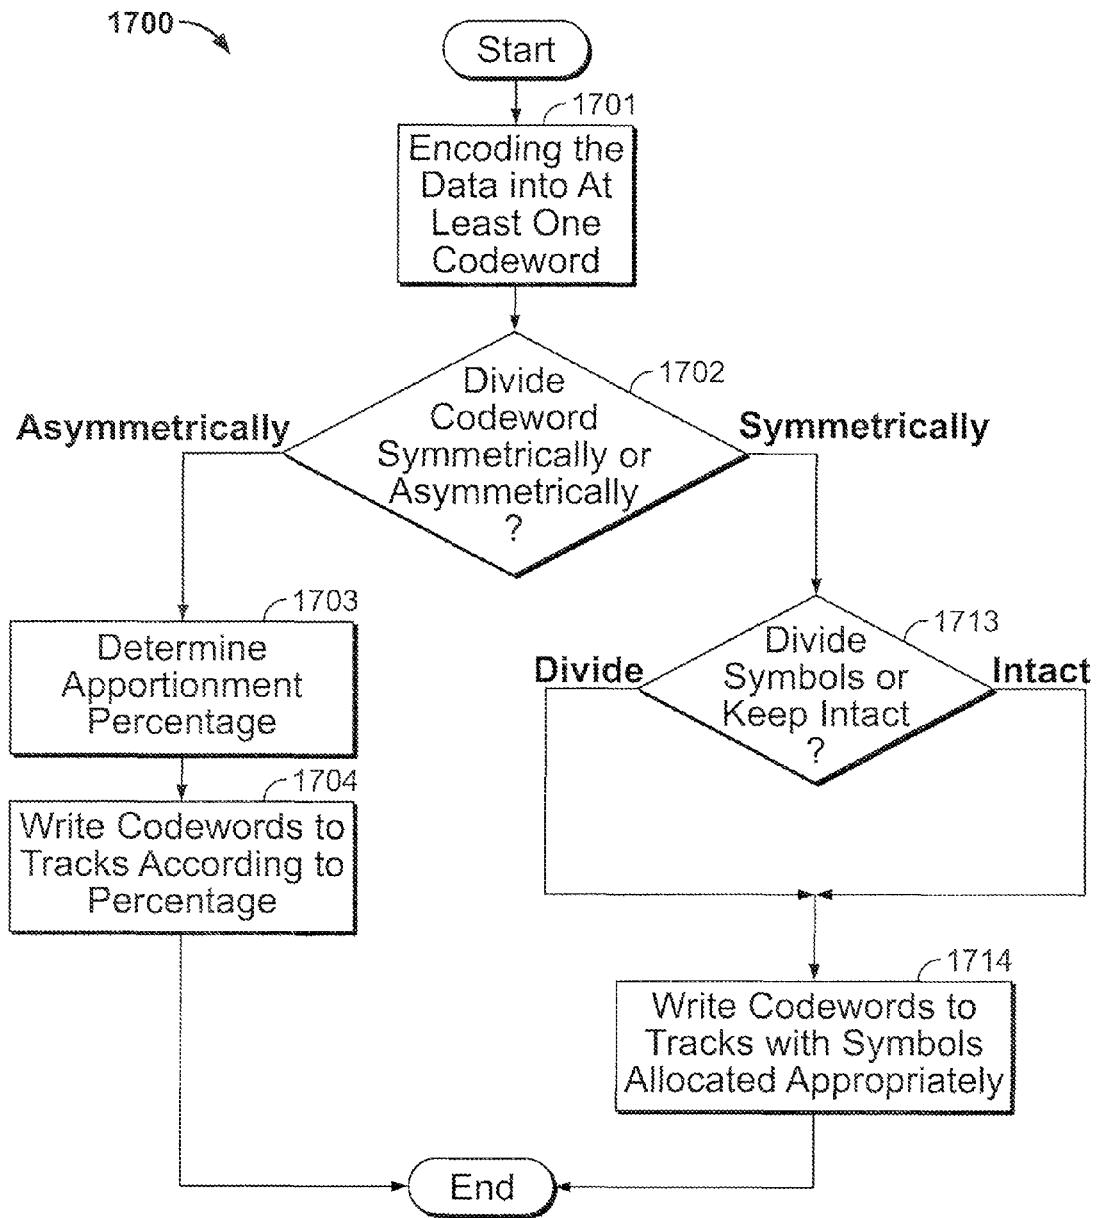 1700
Start
1701
Encoding the
Data into At
Least One
Codeword
1702
Divide
Codeword
Symmetrically or
Asymmetrically
?
Asymmetrically
Symmetrically
1703
Determine
Apportionment
Percentage
1704
Write Codewords to
Tracks According to
Percentage
1713
Divide
Symbols or
Keep Intact
?
Divide
Intact
1714
Write Codewords to
Tracks with Symbols
Allocated Appropriately
End